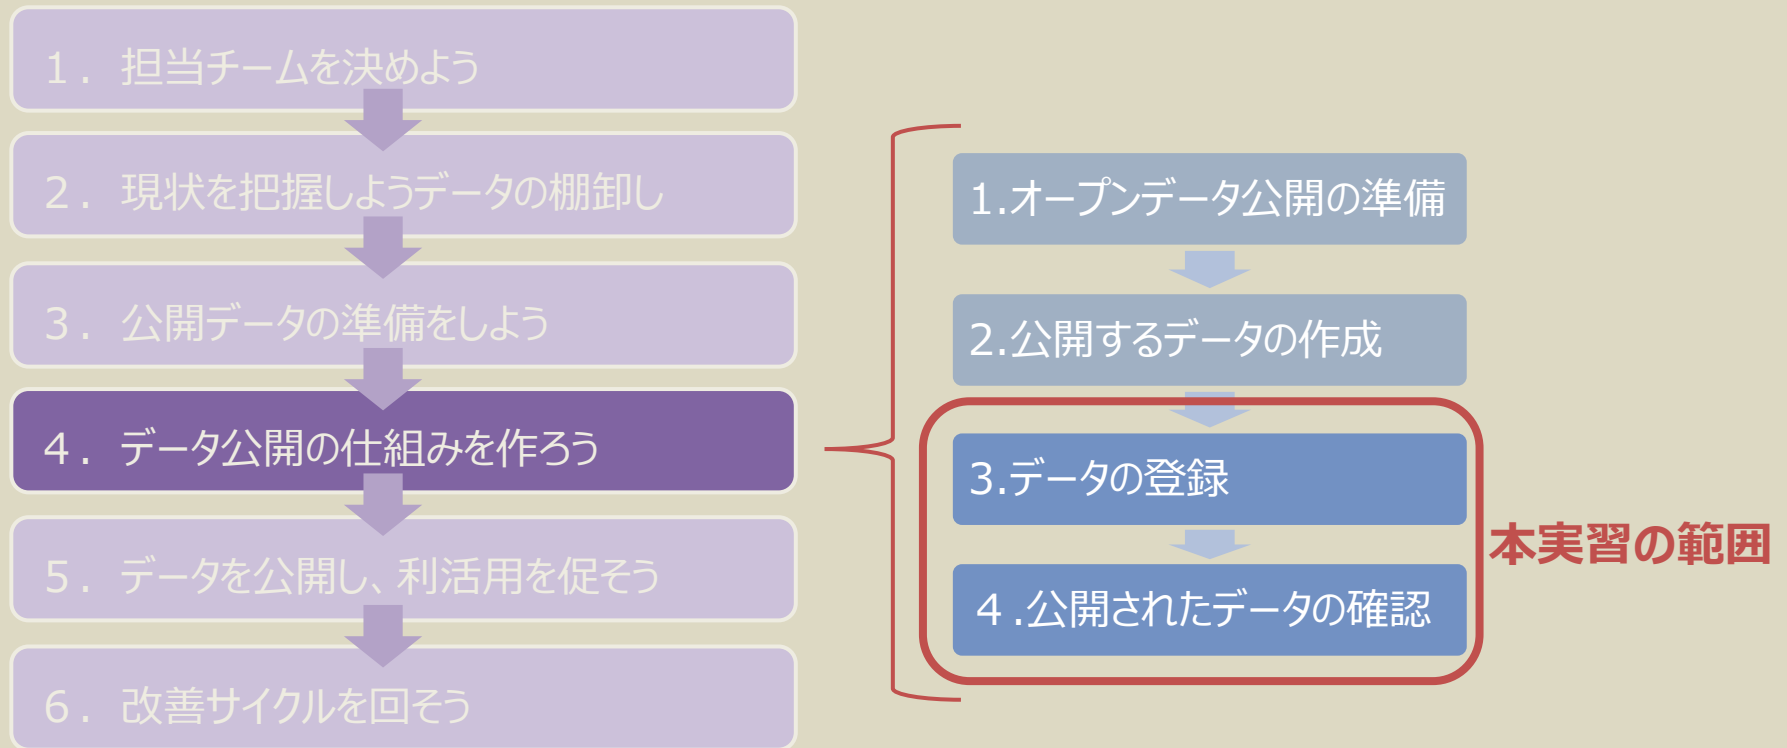 １．担当チームを決めよう
２．現状を把握しようデータの棚卸し
３．公開データの準備をしよう
４．データ公開の仕組みを作ろう
５．データを公開し、利活用を促そう
６．改善サイクルを回そう
1.オープンデータ公開の準備
2.公開するデータの作成
3.データの登録
４.公開されたデータの確認
本実習の範囲